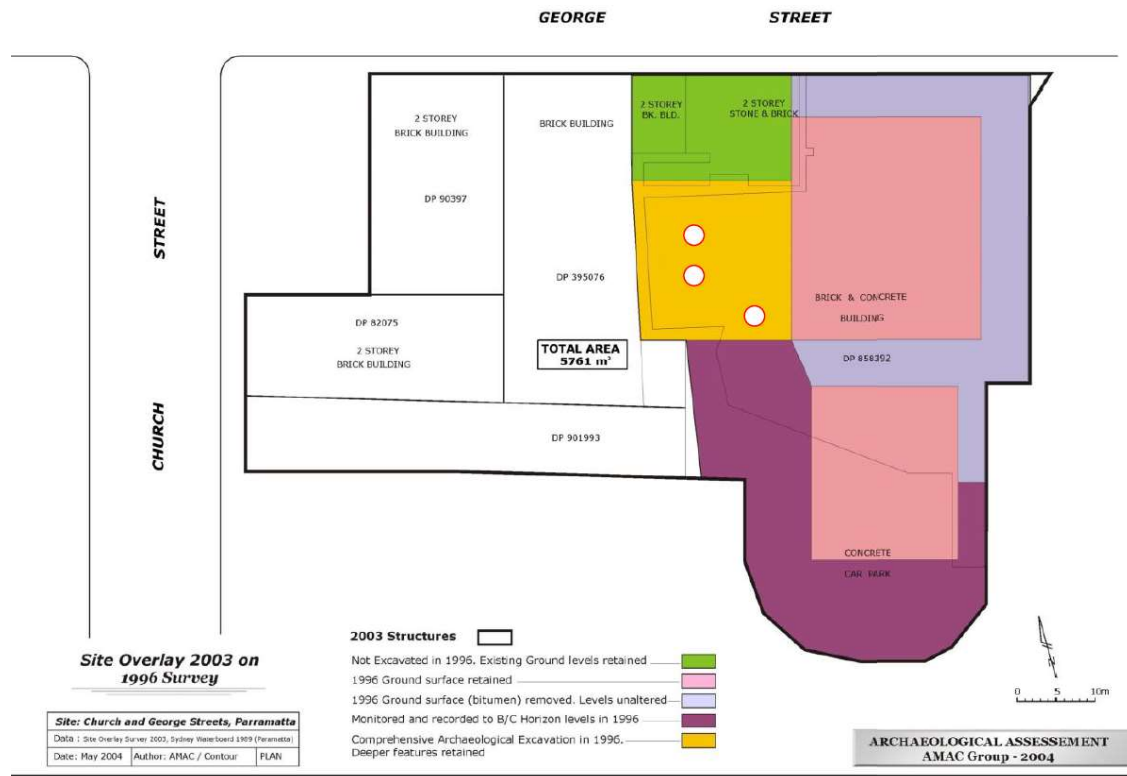 GEORGE STREET
2 STOREY
BRICK BUILDING
BRICK BUILDING
2 STOREY
BK. BLD.
2 STOREY
STONE & BRICK
DP 90397
STREET
CHURCH
DP 395076
BRICK & CONCRETE
BUILDING
DP 82075
2 STOREY
BRICK BUILDING
TOTAL AREA
5761 m²
DP 858392
DP 901993
CONCRETE
CAR PARK
2003 Structures
Not Excavated in 1996. Existing Ground levels retained
1996 Ground surface retained
1996 Ground surface (bitumen) removed. Levels unaltered
Monitored and recorded to B/C Horizon levels in 1996
Comprehensive Archaeological Excavation in 1996.
Deeper features retained
Site Overlay 2003 on
1996 Survey
Site: Church and George Streets, Parramatta
Data : Site Overlay Survey 2003, Sydney Waterboard 1989 (Paramatta)
Date: May 2004 Author: AMAC / Contour PLAN
N
0 5 10m
ARCHAEOLOGICAL ASSESSEMENT
AMAC Group - 2004